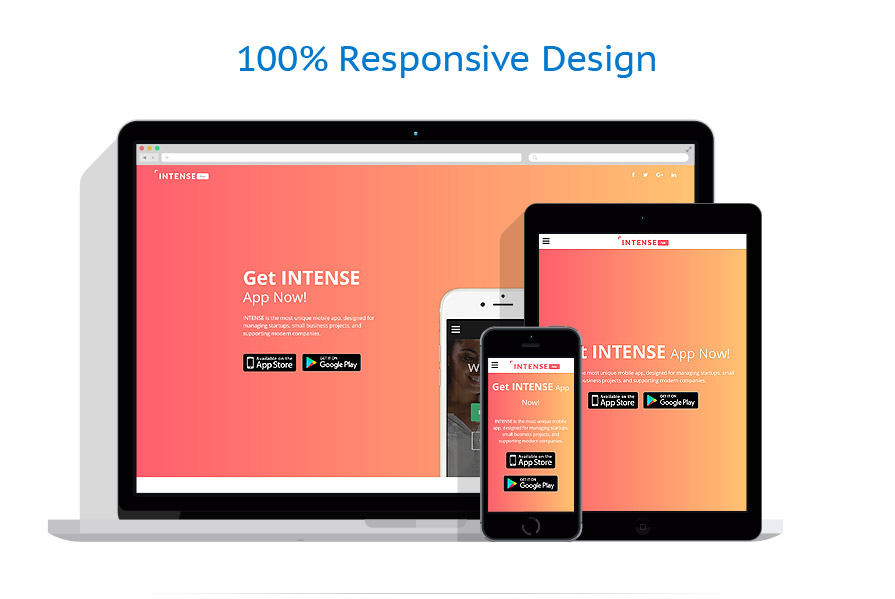 100% Responsive Design
INTENSE
Get INTENSE
App Now!
INTENSE is the most unique mobile app, designed for
managing startups, small business projects, and
supporting modern companies.
Available on the
App Store
GET IT ON
Google Play
W
INTENSE
t INTENSE App Now!
he most unique mobile app, designed for managing startups, small
business projects, and supporting modern companies.
Available on the
App Store
GET IT ON
Google Play
INTENSE
Get INTENSE App
Now!
INTENSE is the most unique mobile
app, designed for managing startups,
small business projects, and
supporting modern companies.
Available on the
App Store
GET IT ON
Google Play